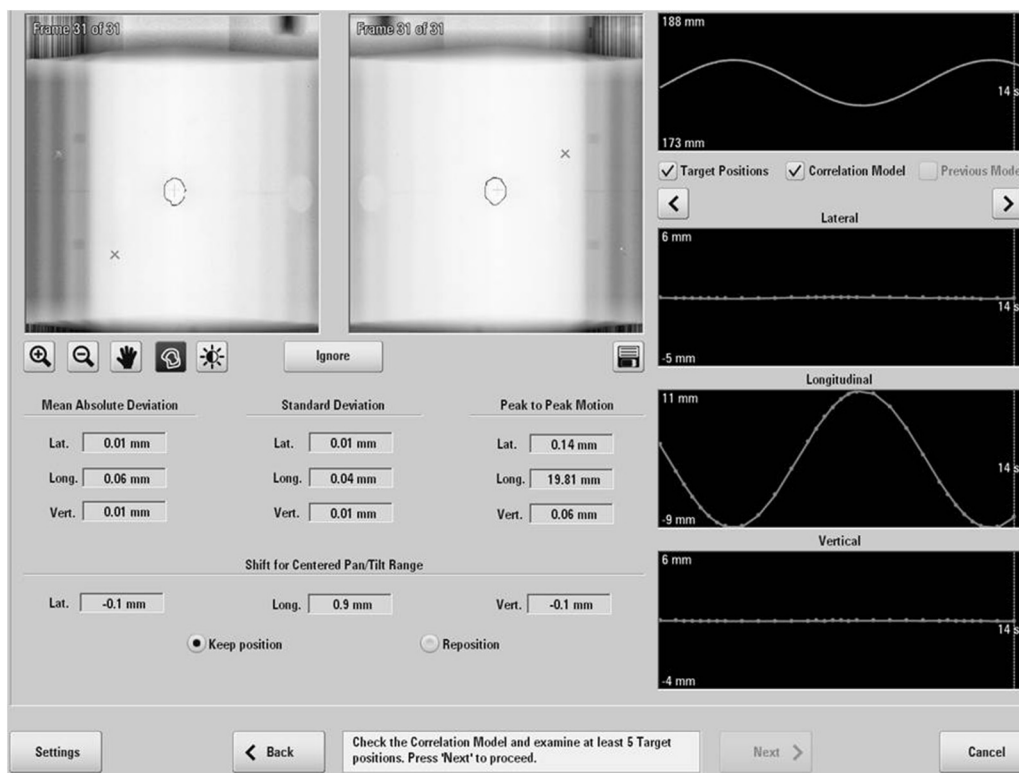 Frame 31 of 31
Frame 31 of 31
188 mm
14 s
173 mm
Target Positions
Correlation Model
Previous Mode
Lateral
6 mm
14 s
-5 mm
Ignore
Longitudinal
11 mm
14 s
-9 mm
Mean Absolute Deviation
Standard Deviation
Peak to Peak Motion
Lat. 0.01 mm
Lat. 0.01 mm
Lat. 0.14 mm
Long. 0.06 mm
Long. 0.04 mm
Long. 19.81 mm
Vert. 0.01 mm
Vert. 0.01 mm
Vert. 0.06 mm
Vertical
6 mm
14 s
-4 mm
Shift for Centered Pan/Tilt Range
Lat. -0.1 mm
Long. 0.9 mm
Vert. -0.1 mm
Keep position
Reposition
Settings
Back
Check the Correlation Model and examine at least 5 Target
positions. Press 'Next' to proceed.
Next
Cancel